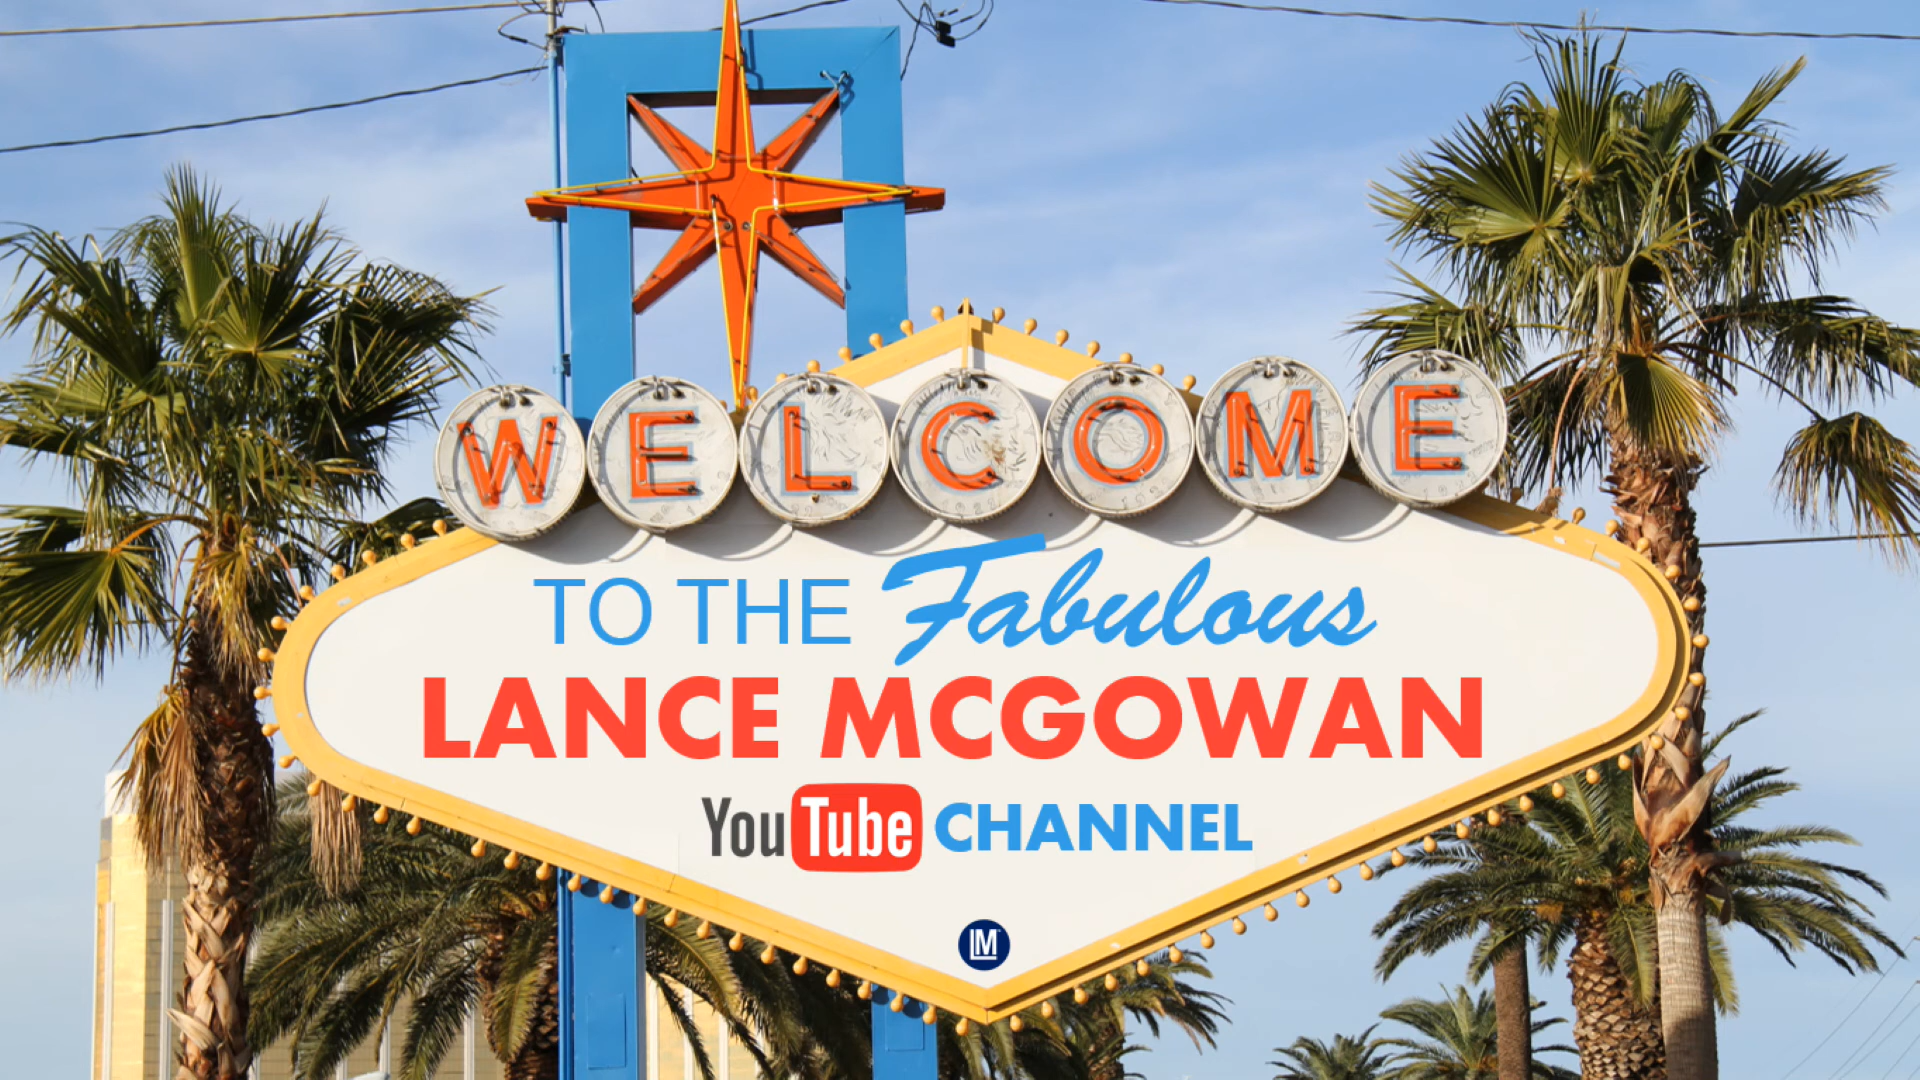 WELCOME
TO THE Fabulous
LANCE MCGOWAN
YouTube CHANNEL
LM